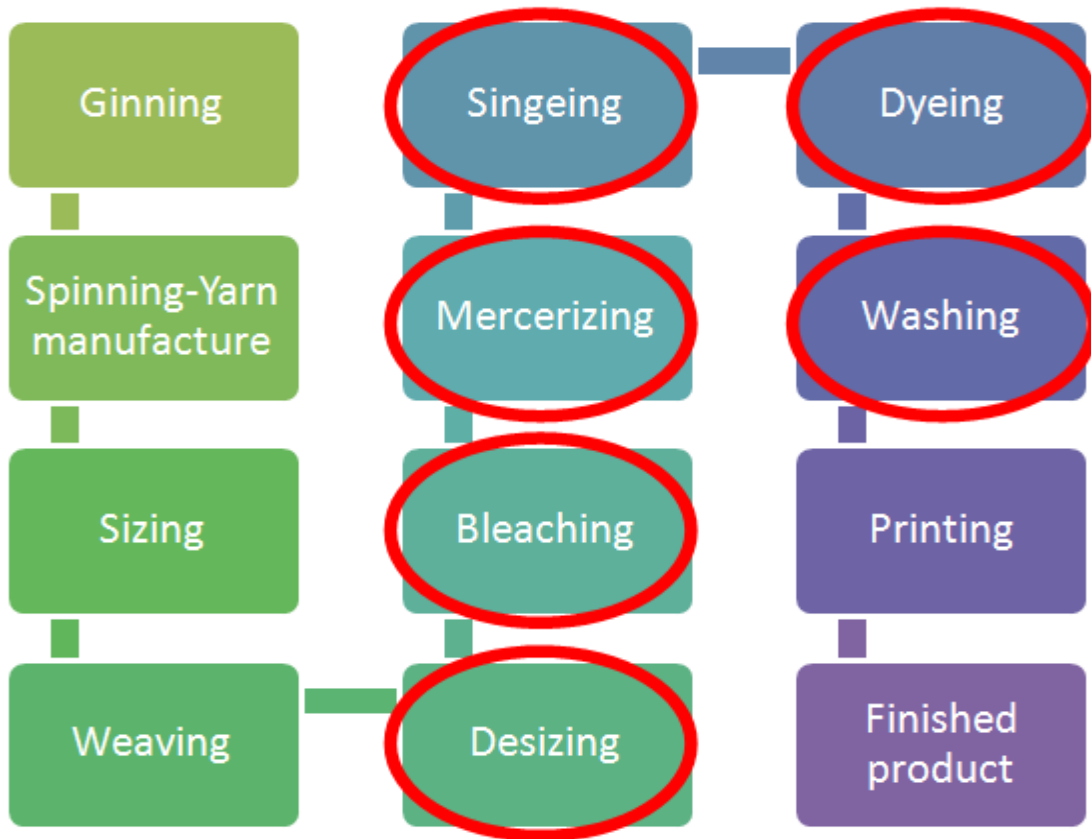 Ginning
Spinning-Yarn
manufacture
Sizing
Weaving
Desizing
Bleaching
Mercerizing
Singeing
Dyeing
Washing
Printing
Finished
product